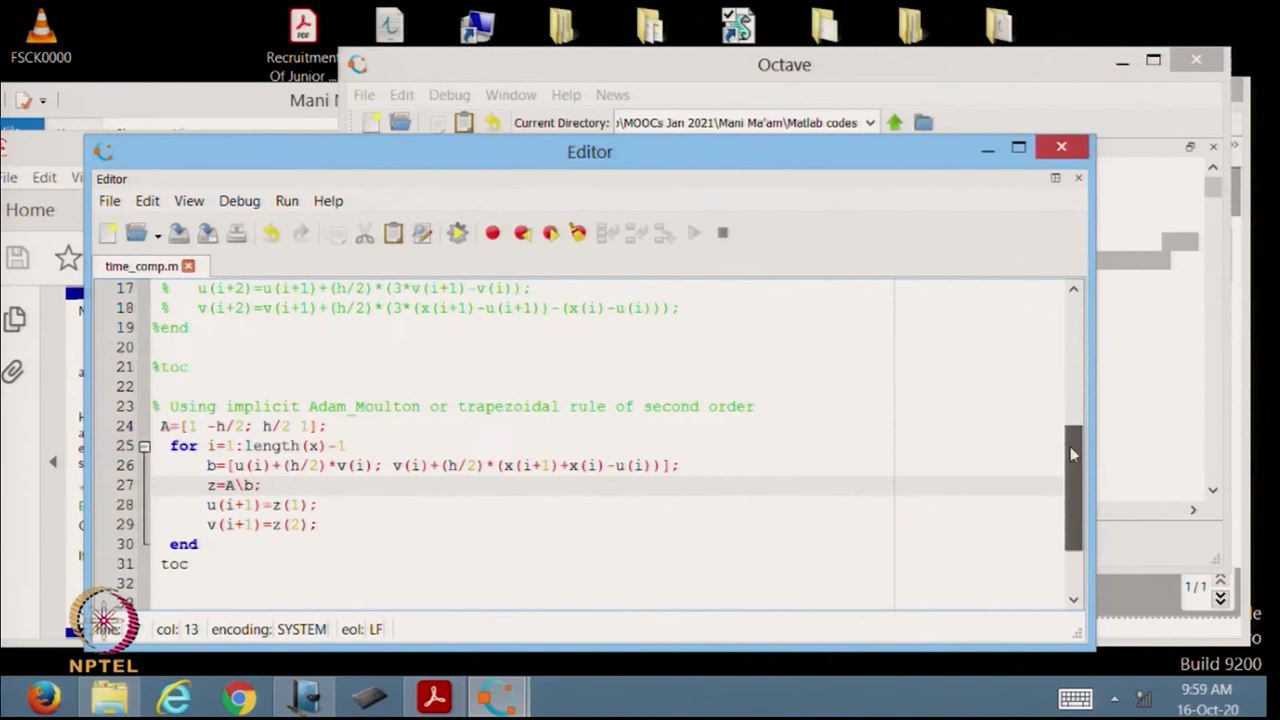 FSCK0000
Recruitment
Of Junior ...
Octave
File Edit Debug Window Help News
Mani
Current Directory: )\MOOCs Jan 2021\Mani Ma'am\Matlab codes
Editor
Editor
File Edit View Debug Run Help
File Edit
Home
time_comp.m
17 % u(i+2)=u(i+1)+(h/2)*(3*v(i+1)-v(i));
18 % v(i+2)=v(i+1)+(h/2)*(3*(x(i+1)-u(i+1))-(x(i)-u(i)));
19 %end
20
21 %toc
22
23 % Using implicit Adam_Moulton or trapezoidal rule of second order
24 A=[1 -h/2; h/2 1];
25 for i=1:length(x)-1
26 b=[u(i)+(h/2)*v(i); v(i)+(h/2)*(x(i+1)+x(i)-u(i))];
27 z=A\b;
28 u(i+1)=z(1);
29 v(i+1)=z(2);
30 end
31 toc
32
1/1
col: 13 encoding: SYSTEM eol: LF
NPTEL
Build 9200
9:59 AM
16-Oct-20